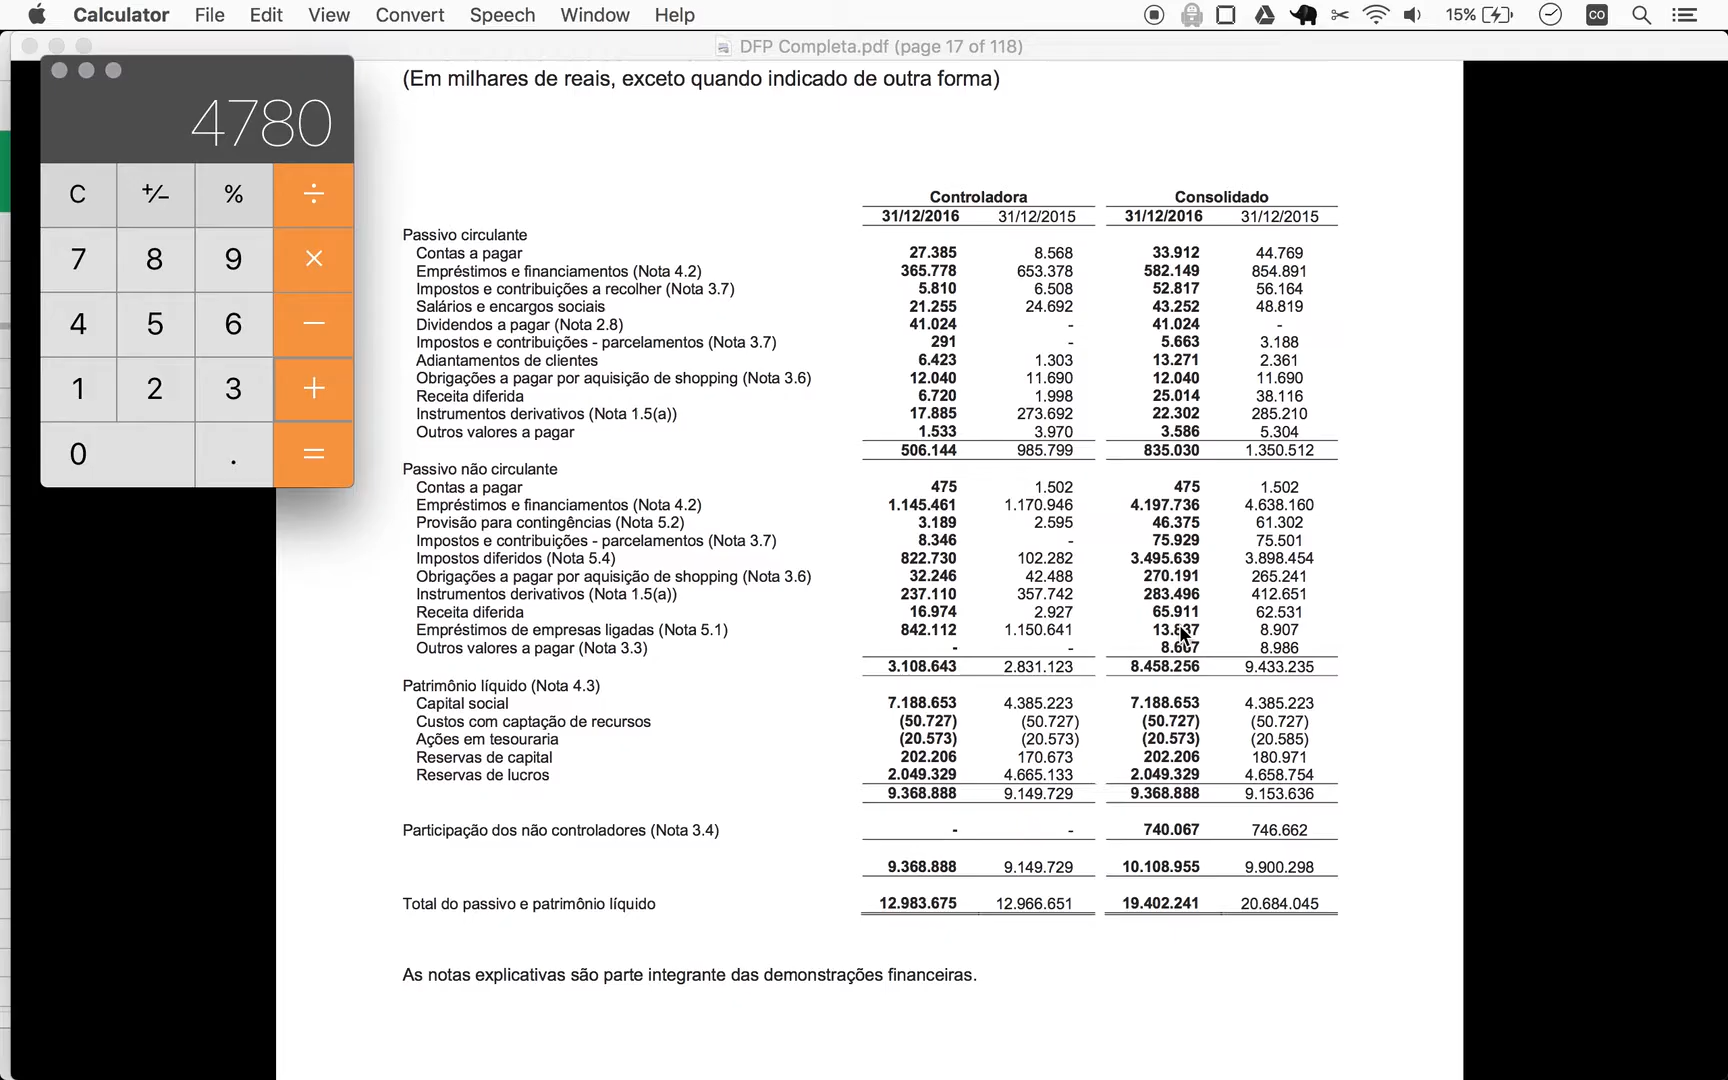 Calculator File Edit View Convert Speech Window Help 15% CO
DFP Completa.pdf (page 17 of 118)
4780
C +/− % ÷
7 8 9 ×
4 5 6 −
1 2 3 +
0 . =
(Em milhares de reais, exceto quando indicado de outra forma)
Controladora Consolidado
31/12/2016 31/12/2015 31/12/2016 31/12/2015
Passivo circulante
Contas a pagar 27.385 8.568 33.912 44.769
Empréstimos e financiamentos (Nota 4.2) 365.778 653.378 582.149 854.891
Impostos e contribuições a recolher (Nota 3.7) 5.810 6.508 52.817 56.164
Salários e encargos sociais 21.255 24.692 43.252 48.819
Dividendos a pagar (Nota 2.8) 41.024 - 41.024 -
Impostos e contribuições - parcelamentos (Nota 3.7) 291 - 5.663 3.188
Adiantamentos de clientes 6.423 1.303 13.271 2.361
Obrigações a pagar por aquisição de shopping (Nota 3.6) 12.040 11.690 12.040 11.690
Receita diferida 6.720 1.998 25.014 38.116
Instrumentos derivativos (Nota 1.5(a)) 17.885 273.692 22.302 285.210
Outros valores a pagar 1.533 3.970 3.586 5.304
506.144 985.799 835.030 1.350.512
Passivo não circulante
Contas a pagar 475 1.502 475 1.502
Empréstimos e financiamentos (Nota 4.2) 1.145.461 1.170.946 4.197.736 4.638.160
Provisão para contingências (Nota 5.2) 3.189 2.595 46.375 61.302
Impostos e contribuições - parcelamentos (Nota 3.7) 8.346 - 75.929 75.501
Impostos diferidos (Nota 5.4) 822.730 102.282 3.495.639 3.898.454
Obrigações a pagar por aquisição de shopping (Nota 3.6) 32.246 42.488 270.191 265.241
Instrumentos derivativos (Nota 1.5(a)) 237.110 357.742 283.496 412.651
Receita diferida 16.974 2.927 65.911 62.531
Empréstimos de empresas ligadas (Nota 5.1) 842.112 1.150.641 8.907
Outros valores a pagar (Nota 3.3) - - 8.986
3.108.643 2.831.123 8.458.256 9.433.235
Patrimônio líquido (Nota 4.3)
Capital social 7.188.653 4.385.223 7.188.653 4.385.223
Custos com captação de recursos (50.727) (50.727) (50.727) (50.727)
Ações em tesouraria (20.573) (20.573) (20.573) (20.585)
Reservas de capital 202.206 170.673 202.206 180.971
Reservas de lucros 2.049.329 4.665.133 2.049.329 4.658.754
9.368.888 9.149.729 9.368.888 9.153.636
Participação dos não controladores (Nota 3.4) - - 740.067 746.662
9.368.888 9.149.729 10.108.955 9.900.298
Total do passivo e patrimônio líquido 12.983.675 12.966.651 19.402.241 20.684.045
As notas explicativas são parte integrante das demonstrações financeiras.